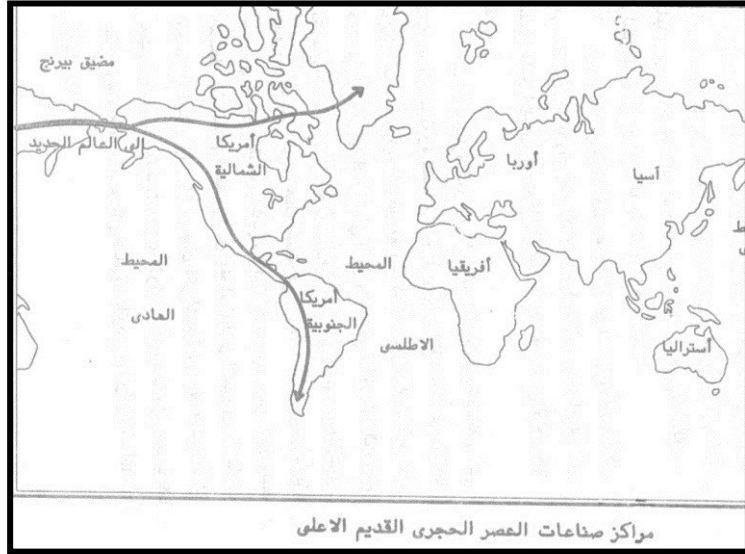 مضيق بيرنج
إلى العالم الجديد
أمريكا
الشمالية
أوربا
آسيا
المحيط
الهادى
المحيط
الاطلسى
أفريقيا
أمريكا
الجنوبية
أستراليا
مراكز صناعات العصر الحجرى القديم الاعلى